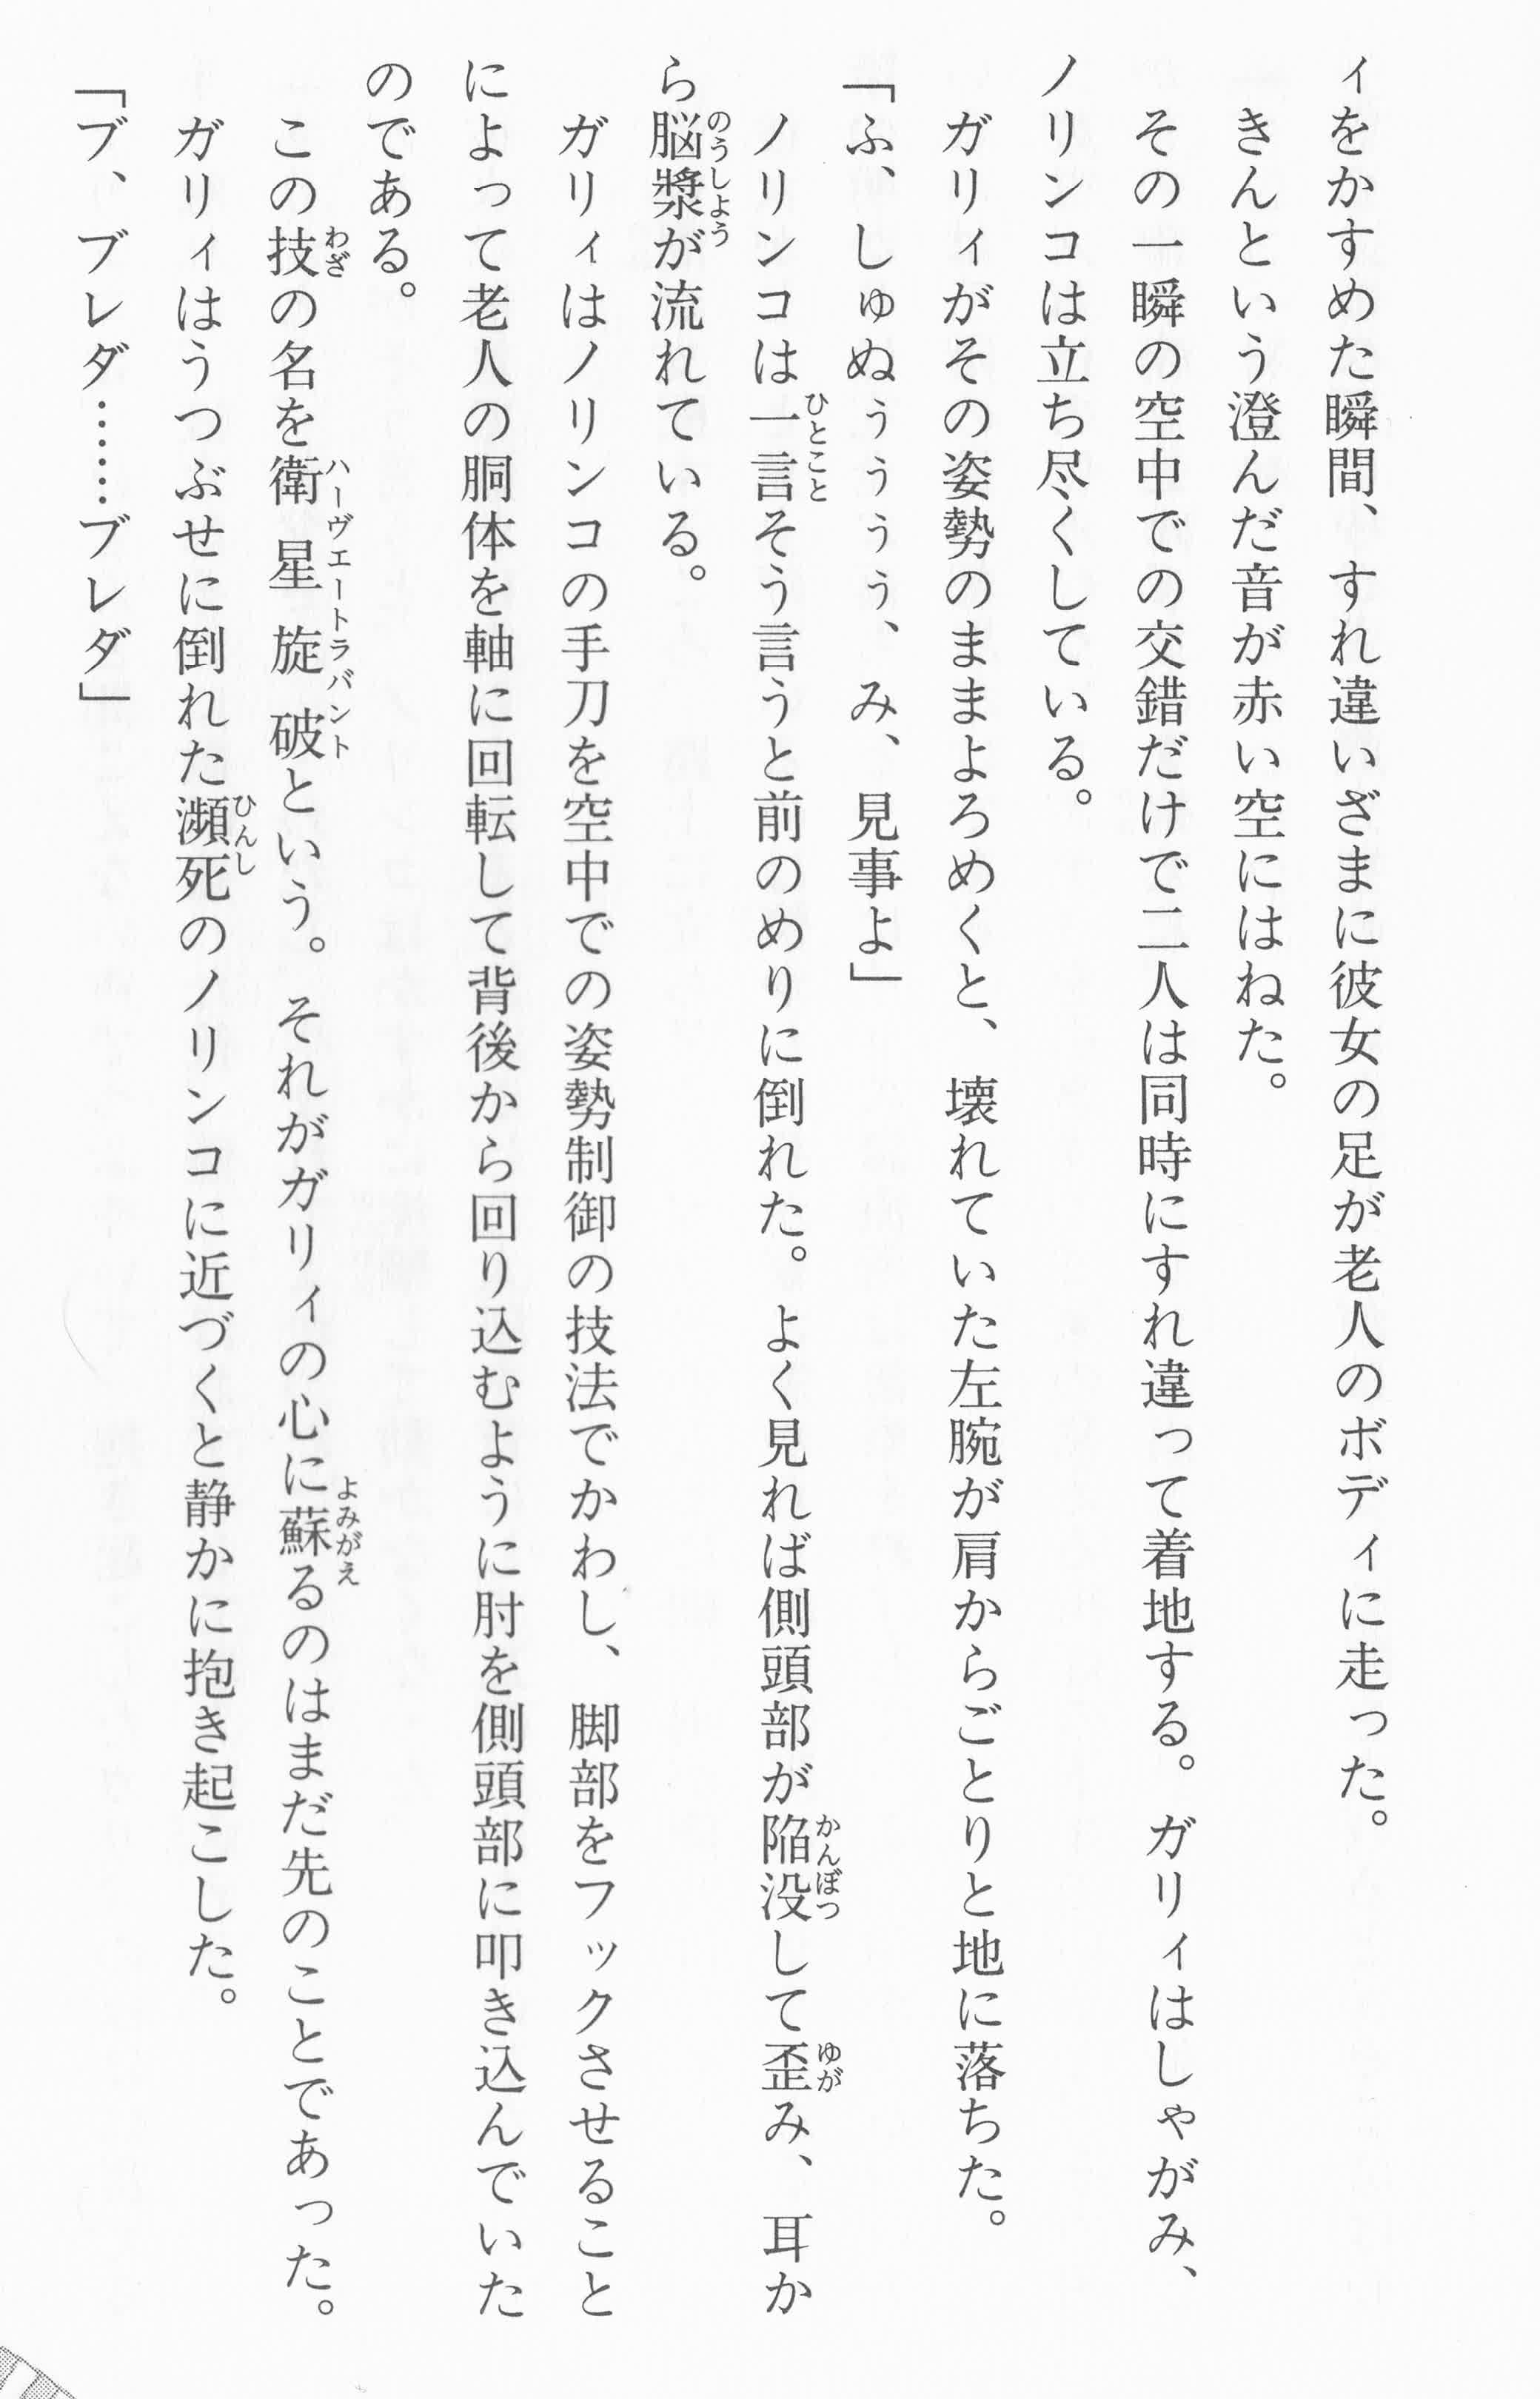 ィをかすめた瞬間、すれ違いざまに彼女の足が老人のボディに走った。
きんという澄んだ音が赤い空にはねた。
その一瞬の空中での交錯だけで二人は同時にすれ違って着地する。ガリィはしゃがみ、
ノリンコは立ち尽くしている。
ガリィがその姿勢のままよろめくと、壊れていた左腕が肩からごとりと地に落ちた。
「ふ、しゅぬぅぅぅぅ、み、見事よ」
ノリンコは一言そう言うと前のめりに倒れた。よく見れば側頭部が陥没して歪み、耳か
ら脳漿が流れている。
ガリィはノリンコの手刀を空中での姿勢制御の技法でかわし、脚部をフックさせること
によって老人の胴体を軸に回転して背後から回り込むように肘を側頭部に叩き込んでいた
のである。
この技の名を衛星旋破という。それがガリィの心に蘇るのはまだ先のことであった。
ガリィはうつぶせに倒れた瀕死のノリンコに近づくと静かに抱き起こした。
「ブ、ブレダ……ブレダ」